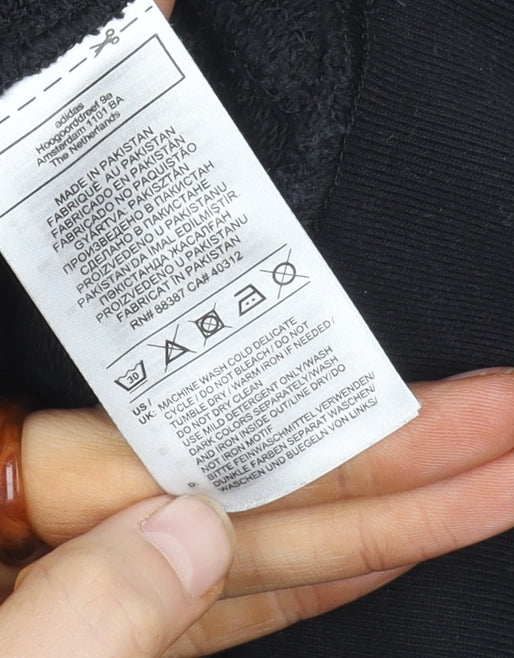 adidas
Hoogoorddreef 9a
Amsterdam 1101 BA
The Netherlands
MADE IN PAKISTAN
FABRIQUÉ AU PAKISTAN
FABRICADO EN PAKISTÁN
FABRICADO NO PAQUISTÃO
GYÁRTVA, PAKISZTÁN
ПРОИЗВЕДЕНО В ПАКИСТАН
СДЕЛАНО В ПАКИСТАНЕ
PROIZVEDENO U PAKISTANU
PAKİSTAN'DA İMAL EDİLMİŞTİR.
ПӘКІСТАНДА ЖАСАЛҒАН
PROIZVEDENO U PAKISTANU
FABRICAT IN PAKISTAN
RN# 88387 CA# 40312
30
US / UK: MACHINE WASH COLD DELICATE
CYCLE / DO NOT BLEACH / DO NOT
TUMBLE DRY / WARM IRON IF NEEDED /
DO NOT DRY CLEAN
USE MILD DETERGENT ONLY/WASH
DARK COLORS SEPARATELY/WASH
AND IRON INSIDE OUT/LINE DRY/DO
NOT IRON MOTIF
D: BITTE FEINWASCHMITTEL VERWENDEN/
DUNKLE FARBEN SEPARAT WASCHEN/
WASCHEN UND BUEGELN VON LINKS/